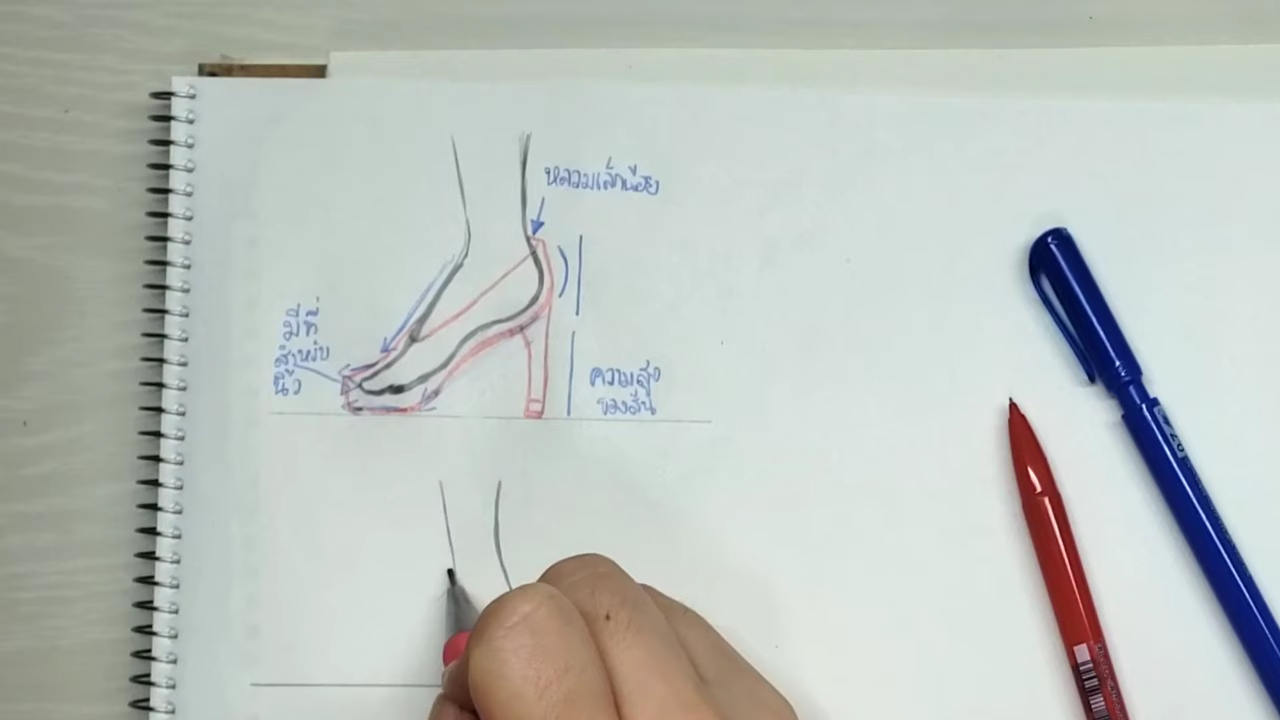 หลวมเล็กน้อย
มีที่
สำหรับ
นิ้ว
ความสูง
ของส้น